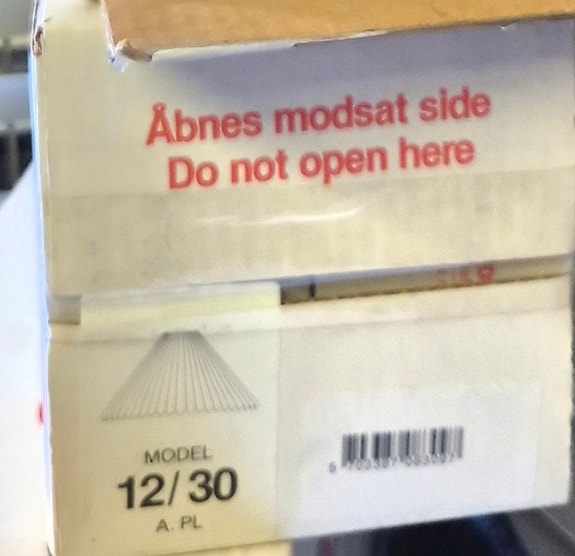 Åbnes modsat side
Do not open here
MODEL
12/30
A. PL